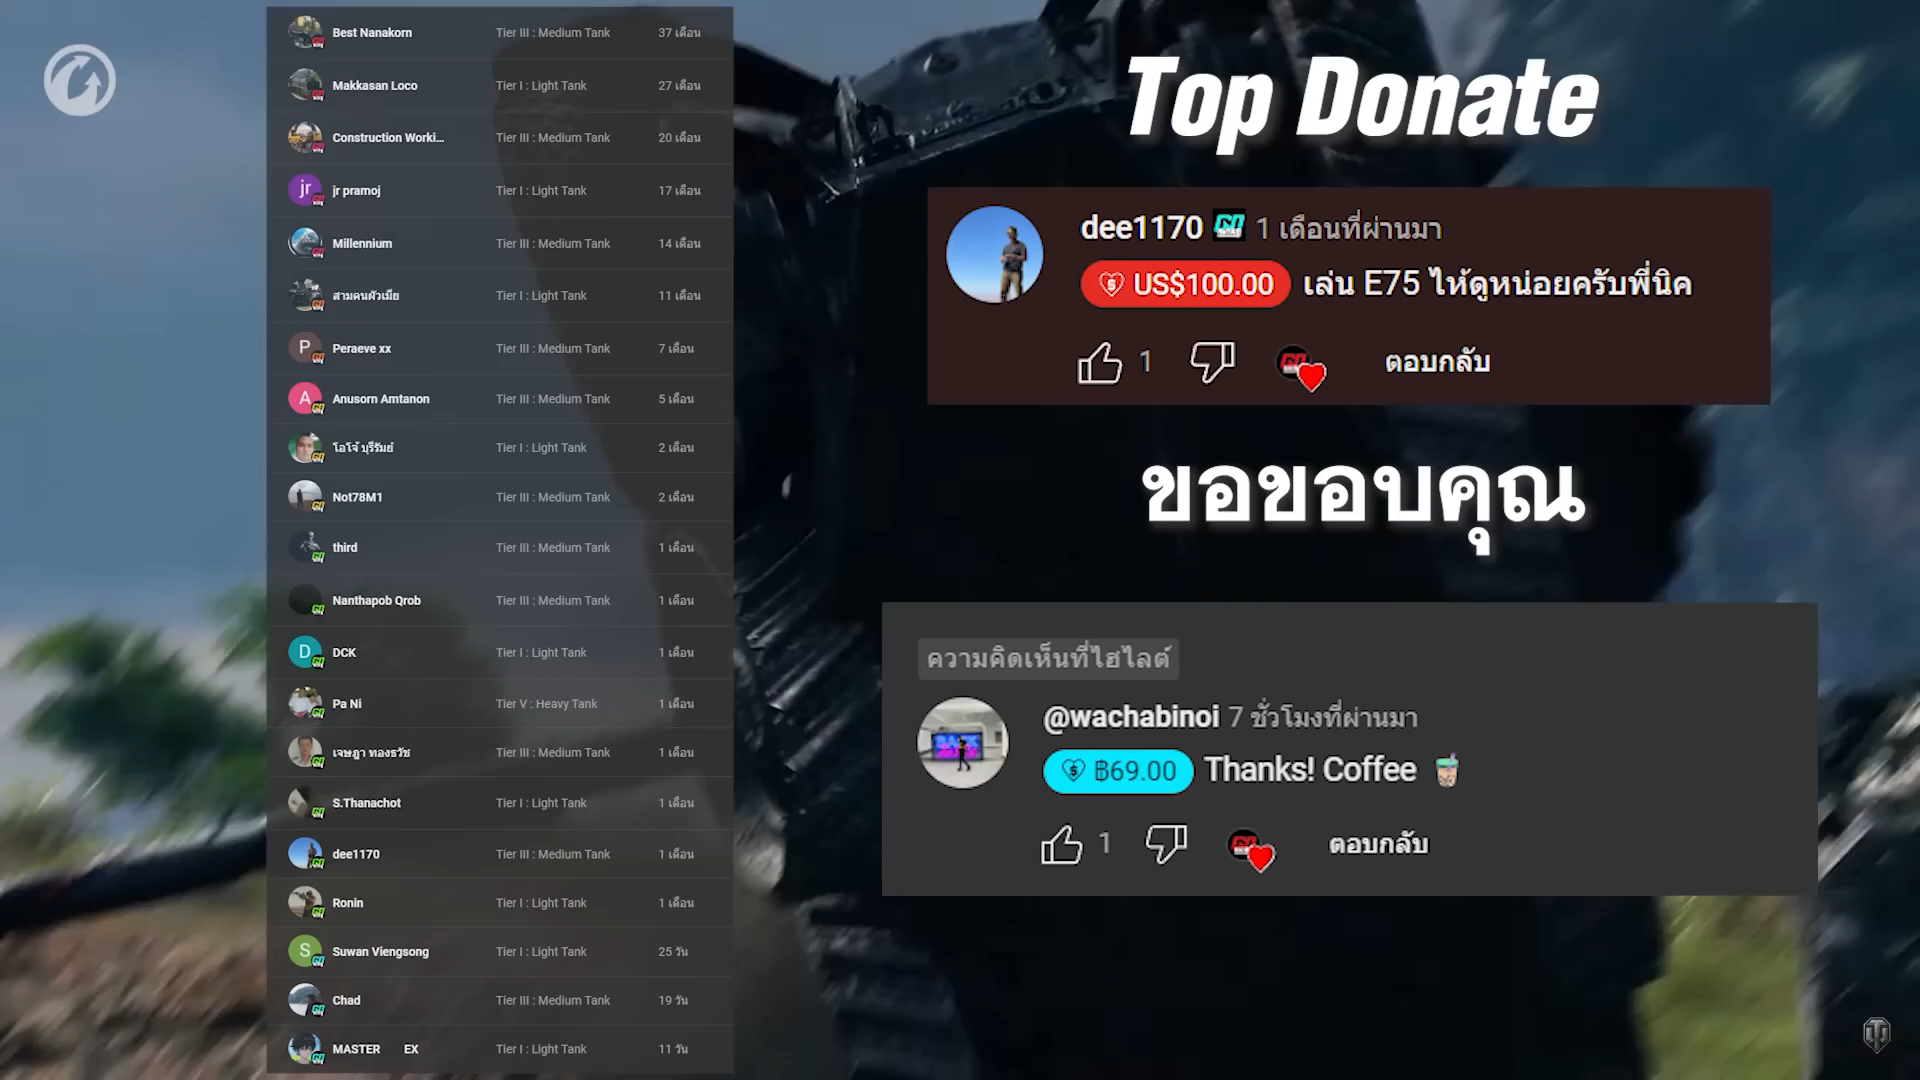 Best Nanakorn Tier III : Medium Tank 37 เดือน
Makkasan Loco Tier I : Light Tank 27 เดือน
Construction Worki... Tier III : Medium Tank 20 เดือน
jr jr pramoj Tier I : Light Tank 17 เดือน
Millennium Tier III : Medium Tank 14 เดือน
สามคนผัวเมีย Tier I : Light Tank 11 เดือน
P Peraeve xx Tier III : Medium Tank 7 เดือน
A Anusorn Amtanon Tier III : Medium Tank 5 เดือน
โอโจ้ บุรีรัมย์ Tier I : Light Tank 2 เดือน
Not78M1 Tier III : Medium Tank 2 เดือน
third Tier III : Medium Tank 1 เดือน
Nanthapob Qrob Tier III : Medium Tank 1 เดือน
D DCK Tier I : Light Tank 1 เดือน
Pa Ni Tier V : Heavy Tank 1 เดือน
เจษฎา ทองธวัช Tier III : Medium Tank 1 เดือน
S.Thanachot Tier I : Light Tank 1 เดือน
dee1170 Tier III : Medium Tank 1 เดือน
Ronin Tier I : Light Tank 1 เดือน
S Suwan Viengsong Tier I : Light Tank 25 วัน
Chad Tier III : Medium Tank 19 วัน
MASTER EX Tier I : Light Tank 11 วัน
Top Donate
dee1170 1 เดือนที่ผ่านมา
US$100.00 เล่น E75 ไห้ดูหน่อยครับพี่นิค
1 ตอบกลับ
ขอขอบคุณ
ความคิดเห็นที่ไฮไลต์
@wachabinoi 7 ชั่วโมงที่ผ่านมา
฿69.00 Thanks! Coffee 🧋
1 ตอบกลับ